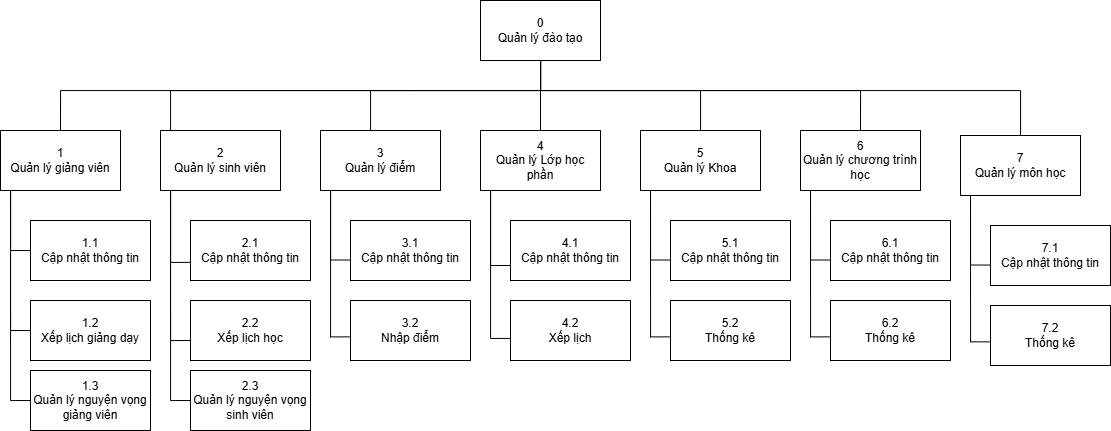 0
Quản lý đào tạo
1
Quản lý giảng viên
2
Quản lý sinh viên
3
Quản lý điểm
4
Quản lý Lớp học
phần
5
Quản lý Khoa
6
Quản lý chương trình
học
7
Quản lý môn học
1.1
Cập nhật thông tin
2.1
Cập nhật thông tin
3.1
Cập nhật thông tin
4.1
Cập nhật thông tin
5.1
Cập nhật thông tin
6.1
Cập nhật thông tin
7.1
Cập nhật thông tin
1.2
Xếp lịch giảng dạy
2.2
Xếp lịch học
3.2
Nhập điểm
4.2
Xếp lịch
5.2
Thống kê
6.2
Thống kê
7.2
Thống kê
1.3
Quản lý nguyện vọng
giảng viên
2.3
Quản lý nguyện vọng
sinh viên